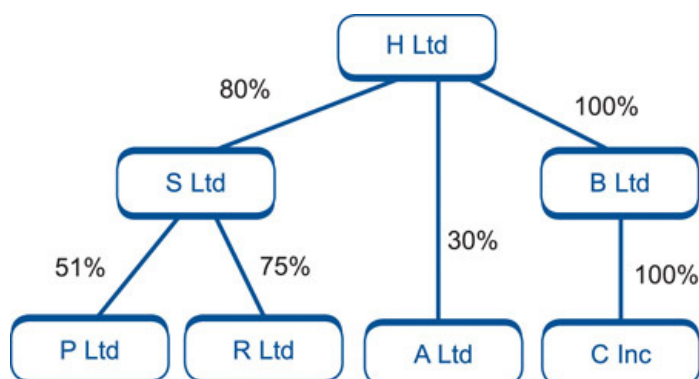 H Ltd
80%
100%
S Ltd
B Ltd
51%
75%
30%
100%
P Ltd
R Ltd
A Ltd
C Inc